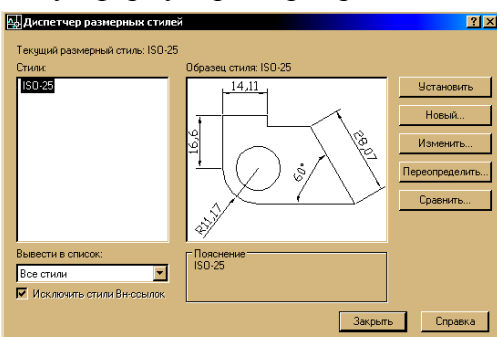 Диспетчер размерных стилей
Текущий размерный стиль: ISO-25
Стили:
ISO-25
Образец стиля: ISO-25
14,11
16,6
28,07
60°
R11,17
Установить
Новый...
Изменить...
Переопределить...
Сравнить...
Вывести в список:
Все стили
Исключить стили Вн-ссылок
Пояснение
ISO-25
Закрыть
Справка